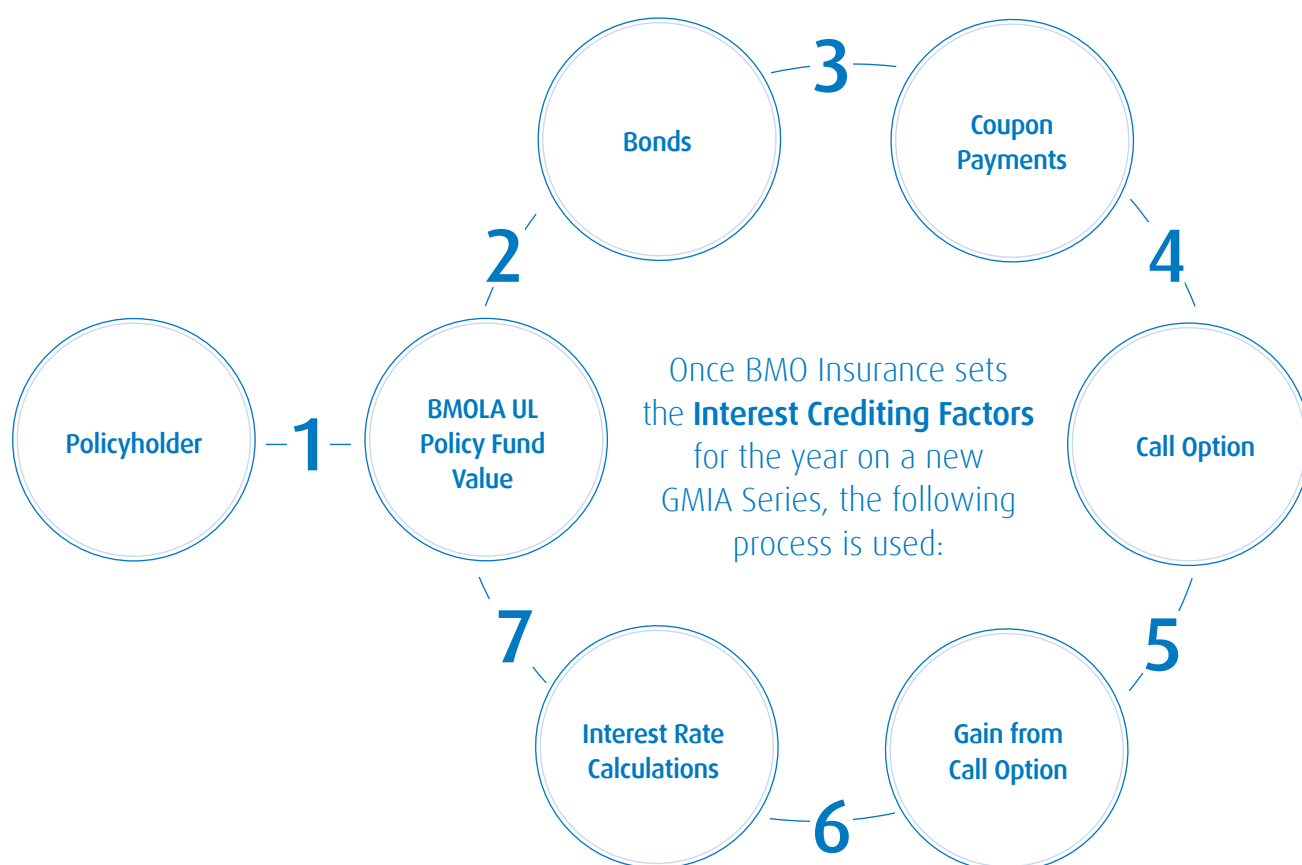 3
Bonds
Coupon
Payments
2
4
Policyholder
1
BMOLA UL
Policy Fund
Value
Once BMO Insurance sets
the Interest Crediting Factors
for the year on a new
GMIA Series, the following
process is used:
Call Option
7
5
Interest Rate
Calculations
Gain from
Call Option
6